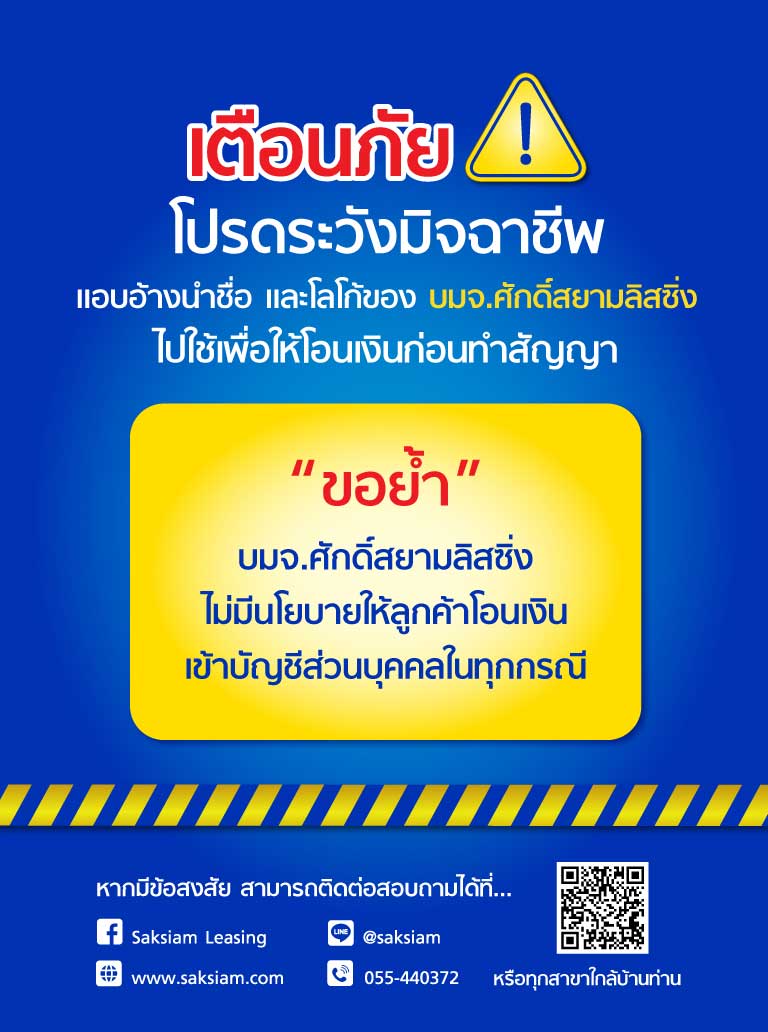 เตือนภัย
โปรดระวังมิจฉาชีพ
แอบอ้างนำชื่อ และโลโก้ของ บมจ.ศักดิ์สยามลิสซิ่ง
ไปใช้เพื่อให้โอนเงินก่อนทำสัญญา
“ขอย้ำ”
บมจ.ศักดิ์สยามลิสซิ่ง
ไม่มีนโยบายให้ลูกค้าโอนเงิน
เข้าบัญชีส่วนบุคคลในทุกกรณี
หากมีข้อสงสัย สามารถติดต่อสอบถามได้ที่...
Saksiam Leasing
LINE @saksiam
www.saksiam.com
055-440372
หรือทุกสาขาใกล้บ้านท่าน